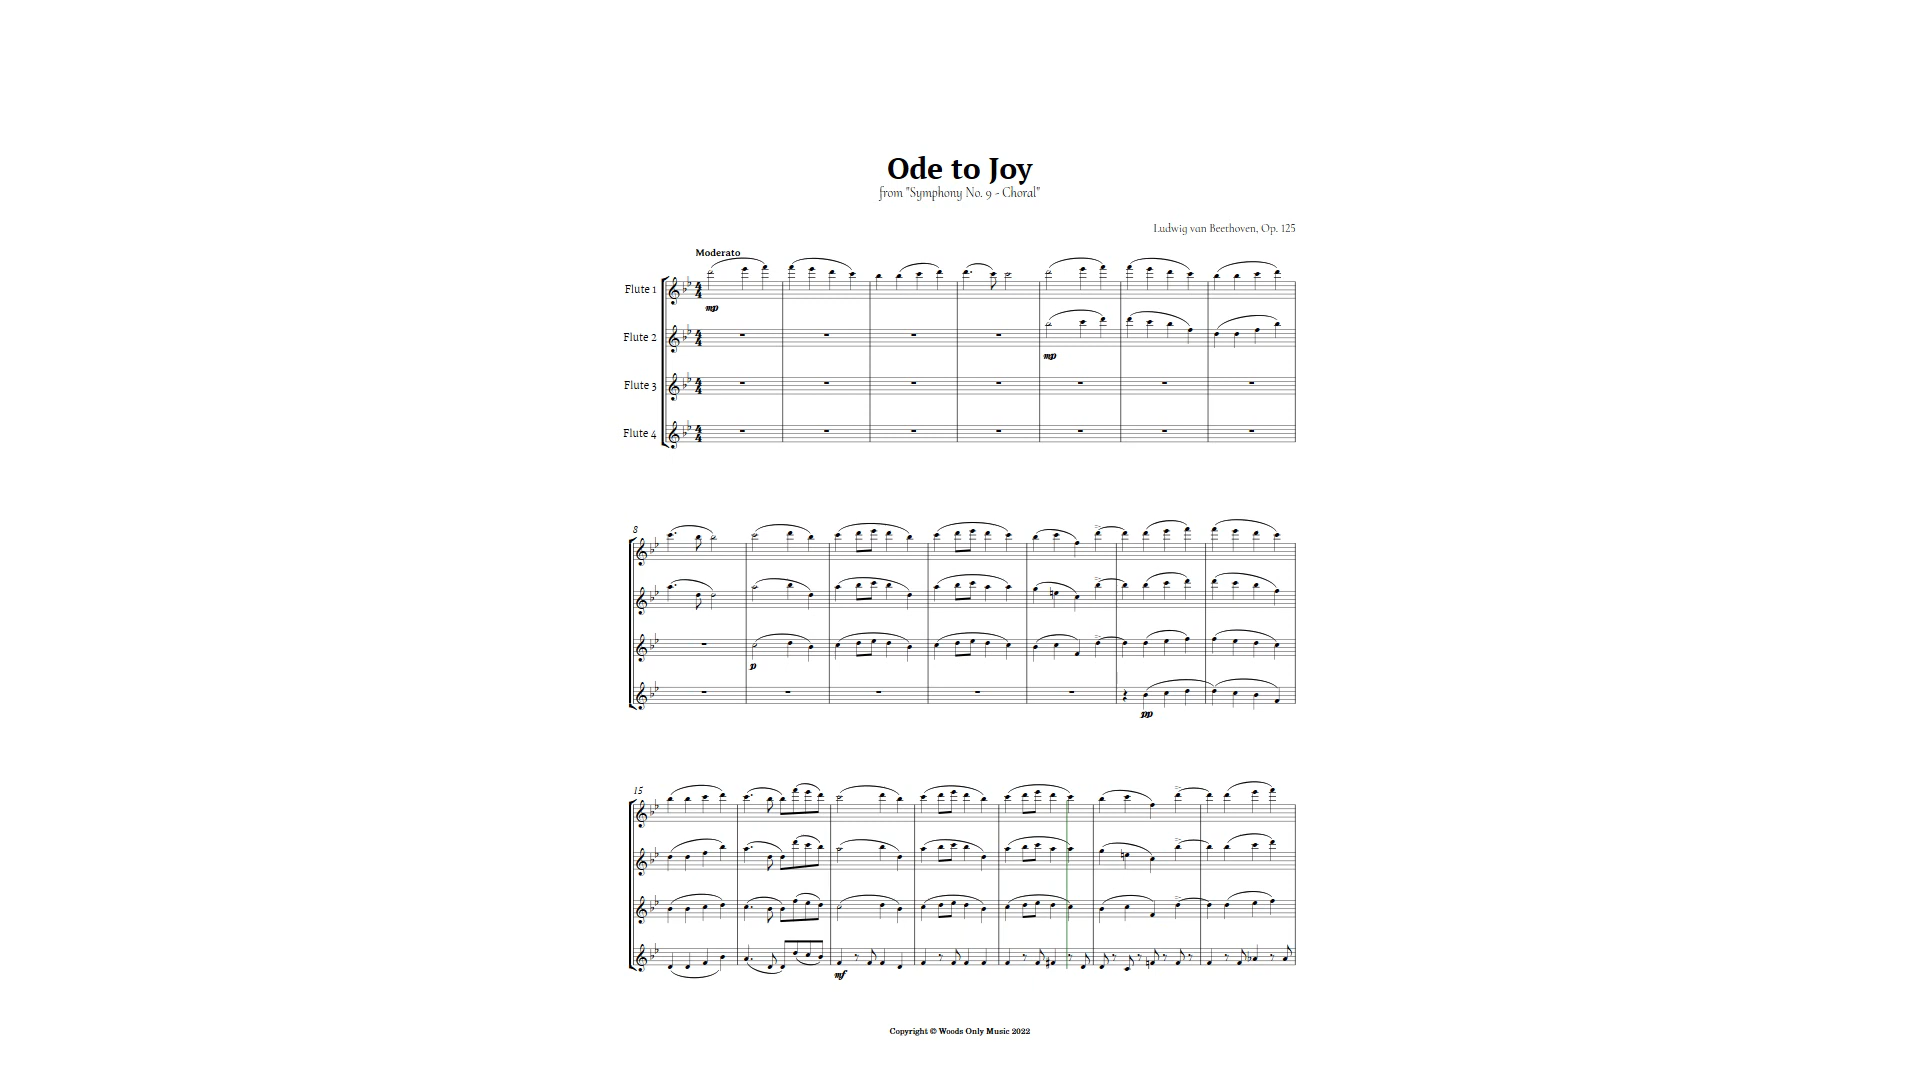 Ode to Joy
from "Symphony No. 9 - Choral"
Ludwig van Beethoven, Op. 125
Moderato
Flute 1
mp
Flute 2
mp
Flute 3
Flute 4
8
p
pp
15
mf
Copyright © Woods Only Music 2022